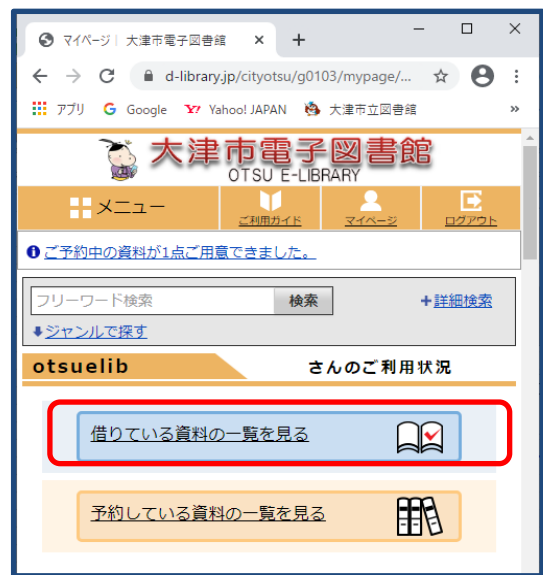 マイページ | 大津市電子図書館
d-library.jp/cityotsu/g0103/mypage/...
アプリ Google Yahoo! JAPAN 大津市立図書館 »
大津市電子図書館
OTSU E-LIBRARY
メニュー ご利用ガイド マイページ ログアウト
ご予約中の資料が1点ご用意できました。
フリーワード検索 検索 +詳細検索
ジャンルで探す
otsuelib さんのご利用状況
借りている資料の一覧を見る
予約している資料の一覧を見る